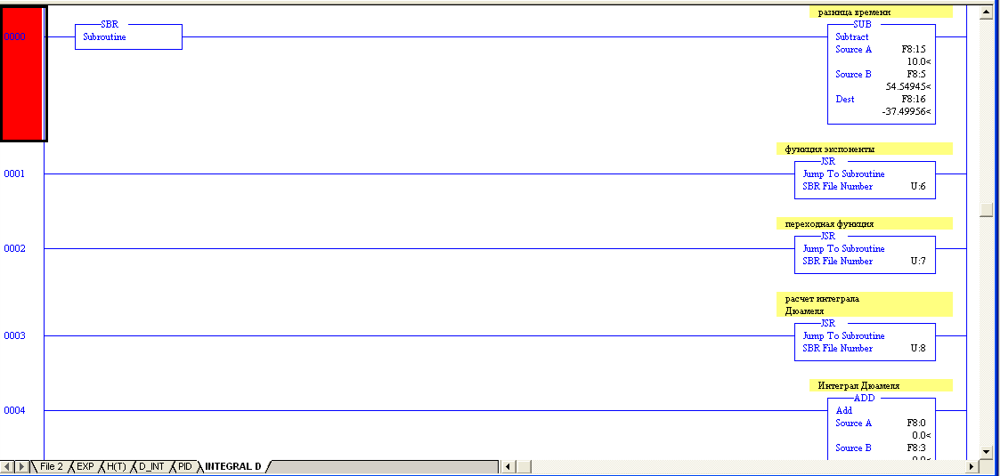 разница времени
SBR
SUB
0000
Subroutine
Subtract
Source A F8:15
10.0<
Source B F8:5
54.54945<
Dest F8:16
-37.49956<
функция экспоненты
JSR
0001
Jump To Subroutine
SBR File Number U:6
переходная функция
JSR
0002
Jump To Subroutine
SBR File Number U:7
расчет интеграла
Дюамеля
JSR
0003
Jump To Subroutine
SBR File Number U:8
Интеграл Дюамеля
ADD
0004
Add
Source A F8:0
0.0<
Source B F8:3
0.0<
File 2 EXP H(T) D_INT PID INTEGRAL D